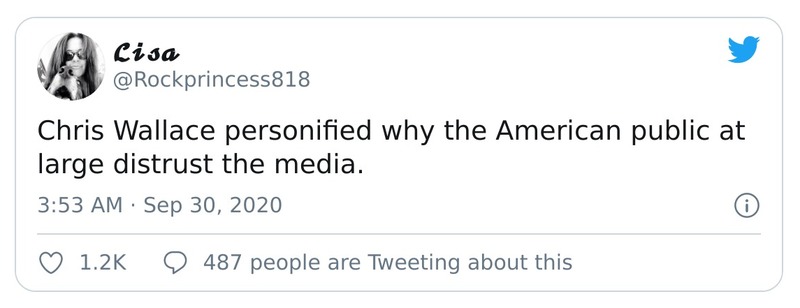 𝓛𝓲𝓼𝓪
@Rockprincess818
Chris Wallace personified why the American public at
large distrust the media.
3:53 AM · Sep 30, 2020
1.2K
487 people are Tweeting about this